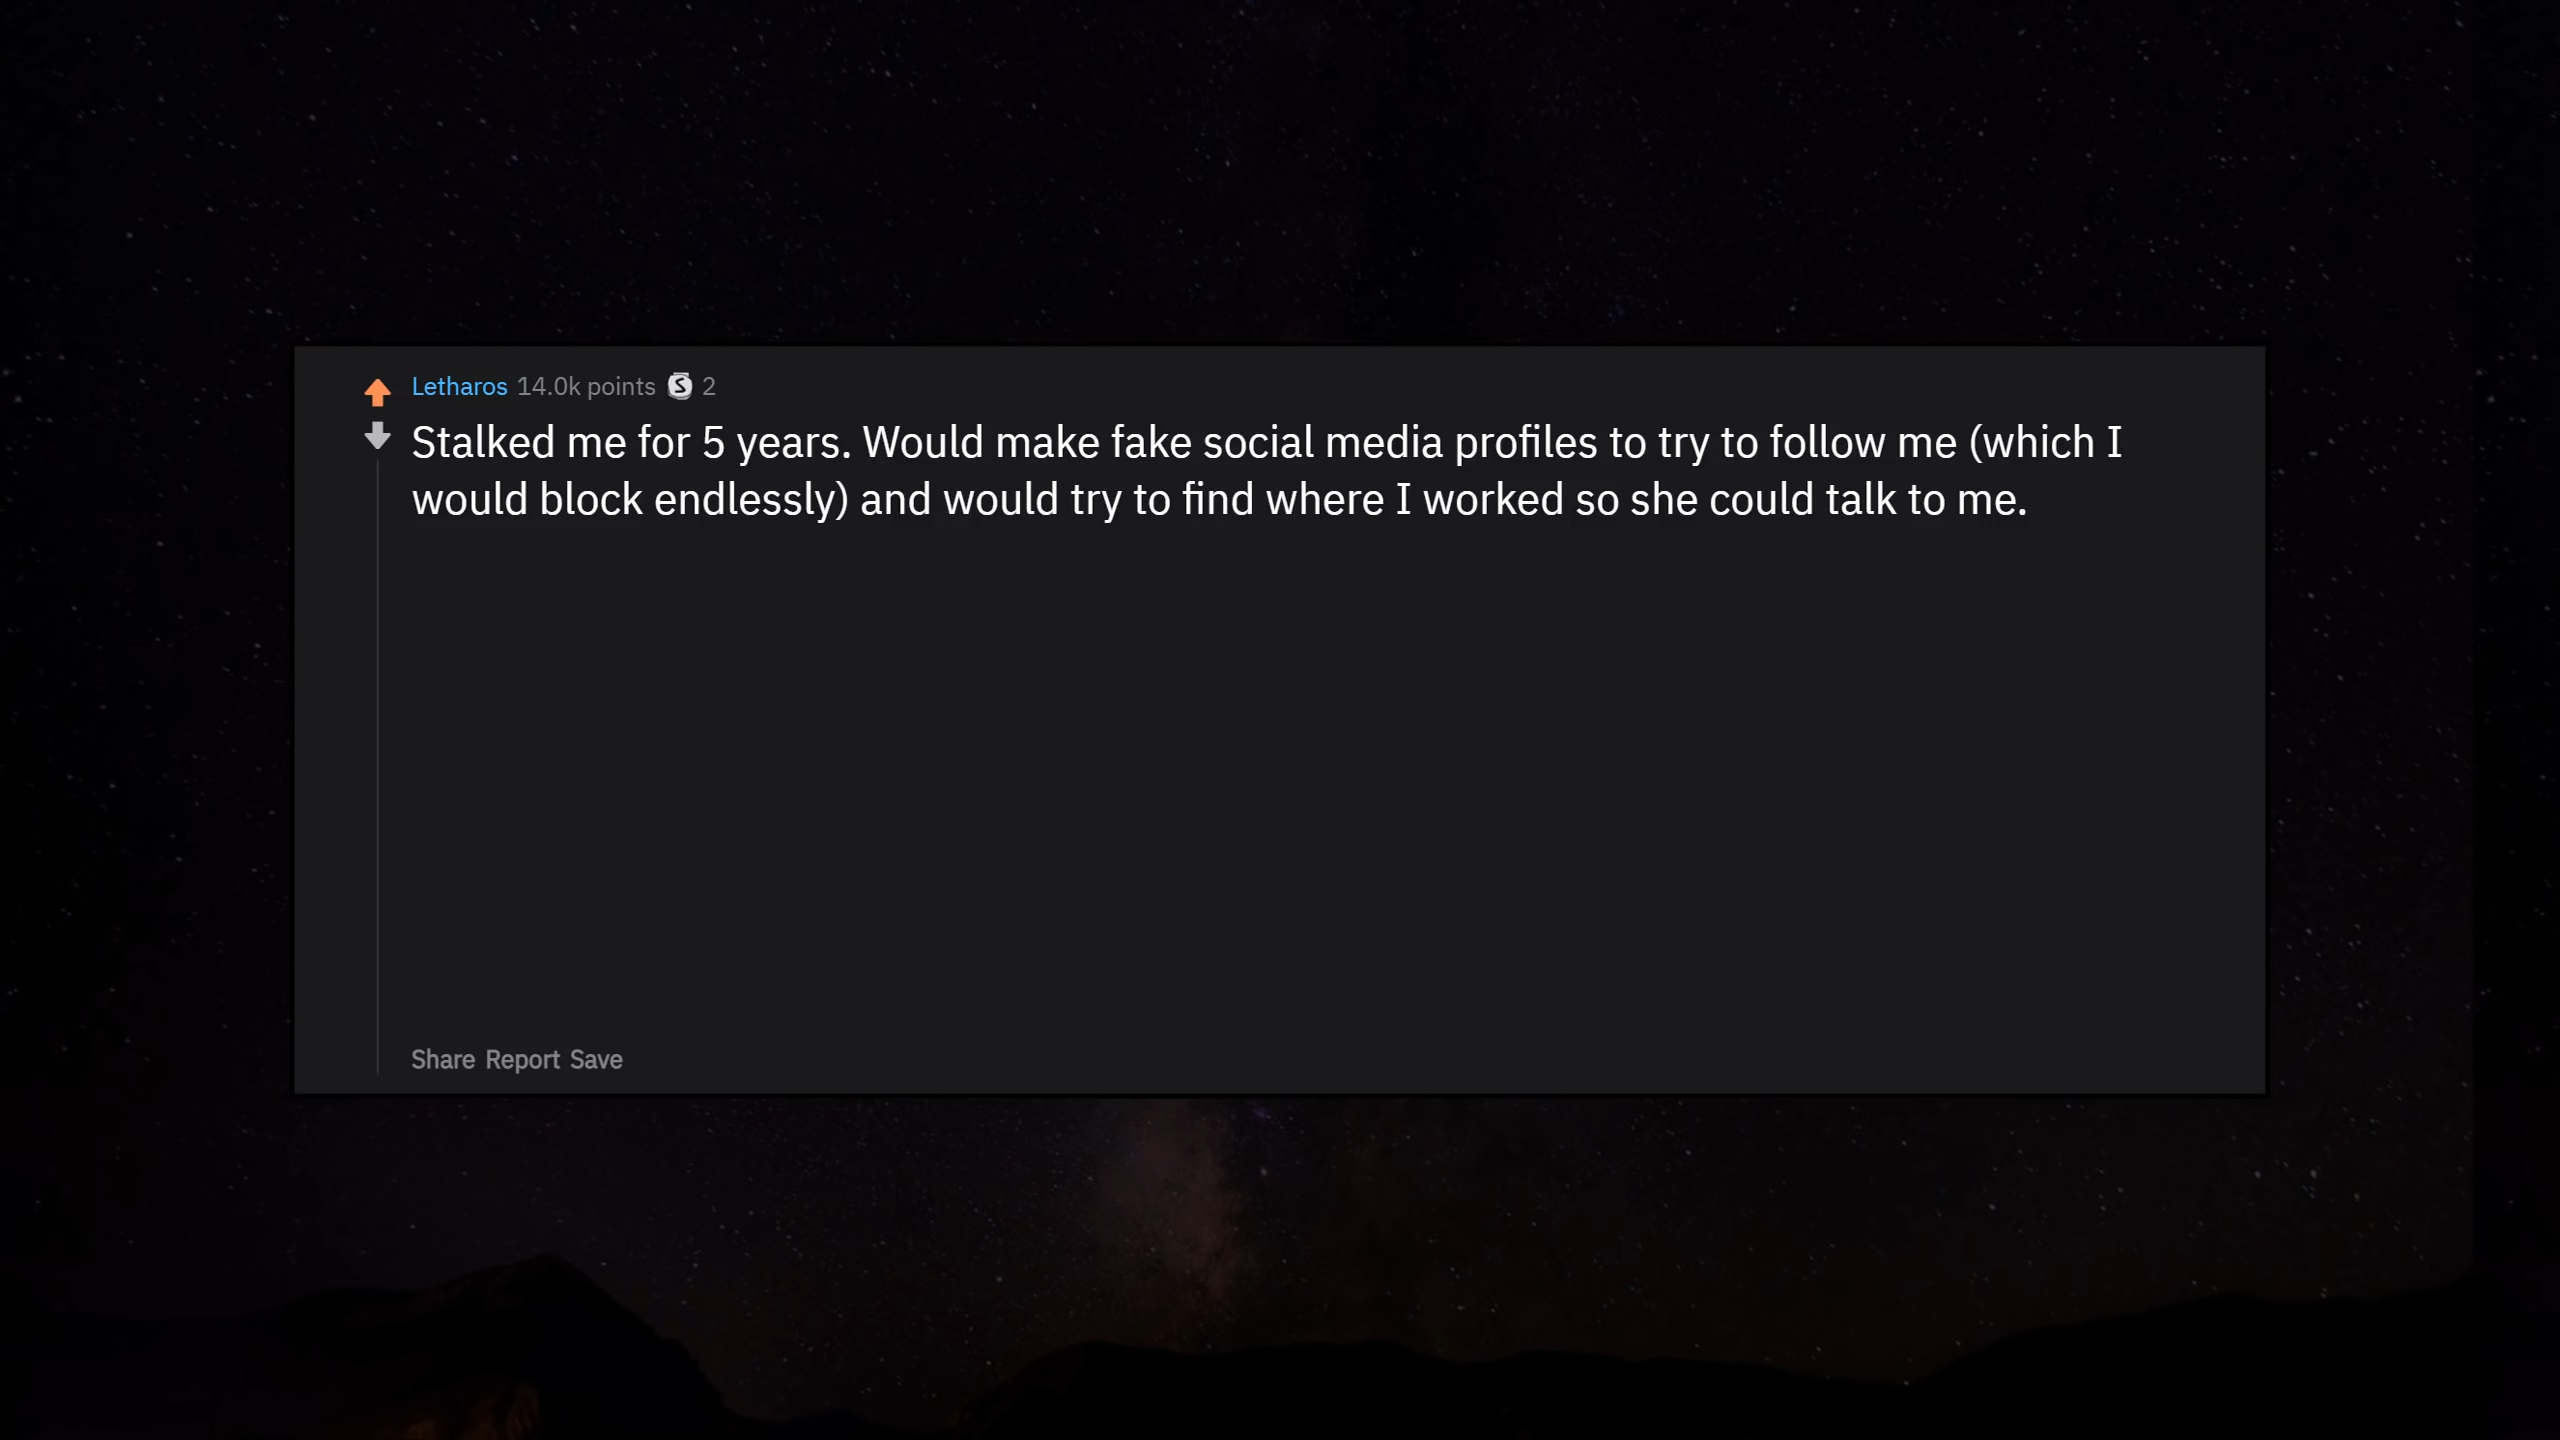 Letharos 14.0k points S 2
Stalked me for 5 years. Would make fake social media profiles to try to follow me (which I
would block endlessly) and would try to find where I worked so she could talk to me.
Share Report Save